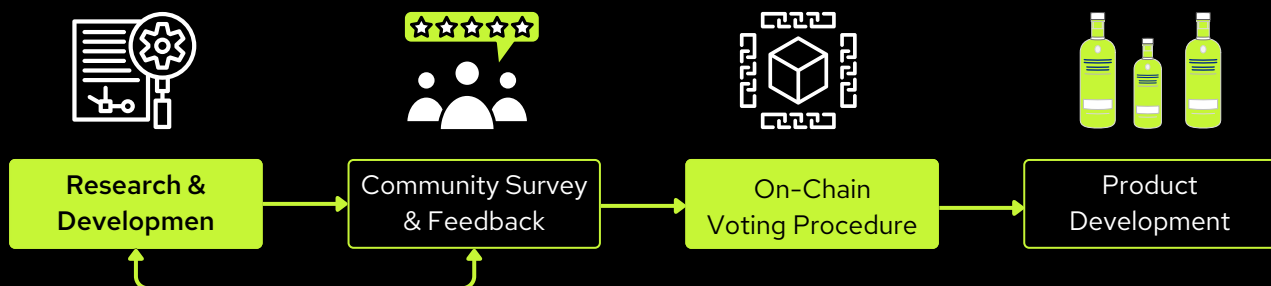 Research &
Developmen
Community Survey
& Feedback
On-Chain
Voting Procedure
Product
Development